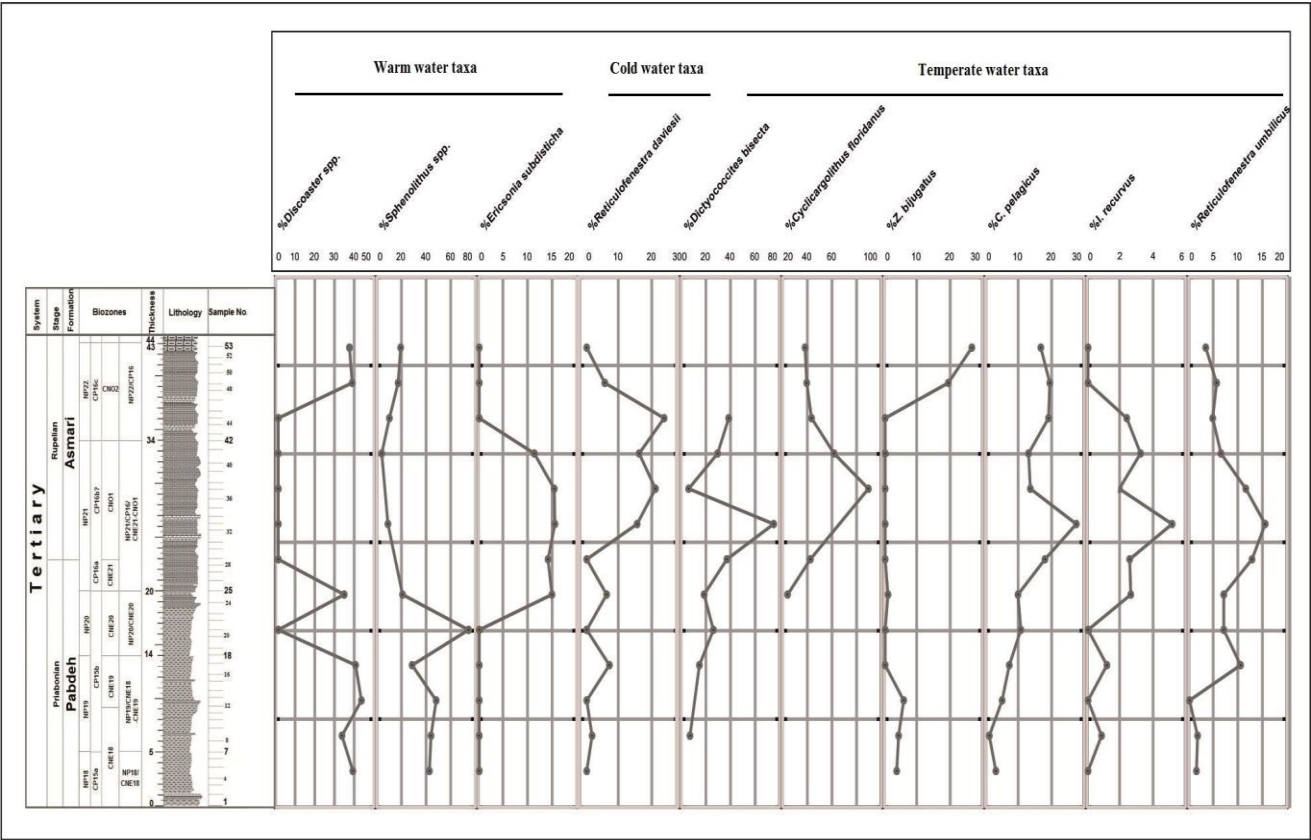 Warm water taxa Cold water taxa Temperate water taxa
%Discoaster spp. %Sphenolithus spp. %Ericsonia subdisticha %Reticulofenestra daviesii %Dictyococcites bisecta %Cyclicargolithus floridanus %Z. bijugatus %C. pelagicus %I. recurvus %Reticulofenestra umbilicus
0 10 20 30 40 50 0 20 40 60 80 0 5 10 15 20 0 10 20 30 0 20 40 60 80 20 40 60 100 0 10 20 30 0 10 20 30 0 2 4 6 0 5 10 15 20
System Stage Formation Biozones Thickness Lithology Sample No.
Tertiary
Rupelian
Priabonian
Asmari
Pabdeh
NP22
NP21
NP20
NP19
NP18
CP16c
CP16b?
CP16a
CP15b
CP15a
CNO2
CNO1
CNE21
CNE20
CNE19
CNE18
NP22/CP16
NP21/CP16/
CNE21-CNO1
NP20/CNE20
NP19/CNE18
-CNE19
NP18/
CNE18
44
43
34
20
14
5
0
53
52
50
48
44
42
40
36
32
28
25
24
20
18
16
12
8
7
4
1